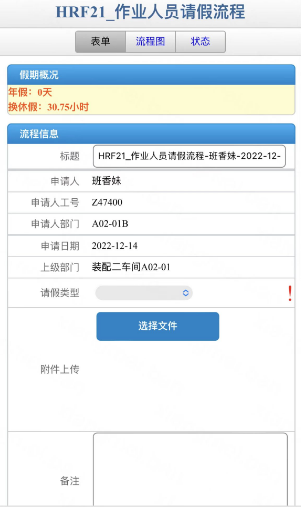 HRF21_作业人员请假流程
表单 流程图 状态
假期概况
年假：0天
换休假：30.75小时
流程信息
标题 HRF21_作业人员请假流程-班香妹-2022-12-
申请人 班香妹
申请人工号 Z47400
申请人部门 A02-01B
申请日期 2022-12-14
上级部门 装配二车间A02-01
请假类型 !
选择文件
附件上传
备注